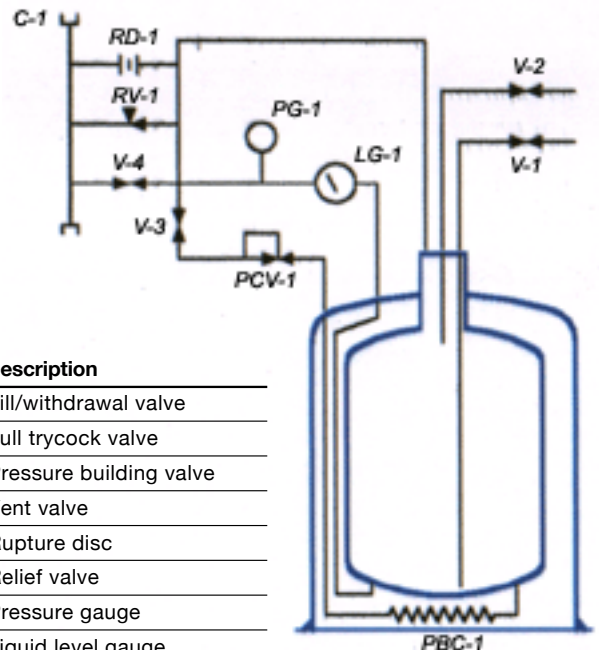 C-1
RD-1
RV-1
PG-1
V-2
LG-1
V-4
V-1
V-3
PCV-1
escription
ill/withdrawal valve
ull trycock valve
ressure building valve
ent valve
upture disc
elief valve
ressure gauge
iquid level gauge
PBC-1